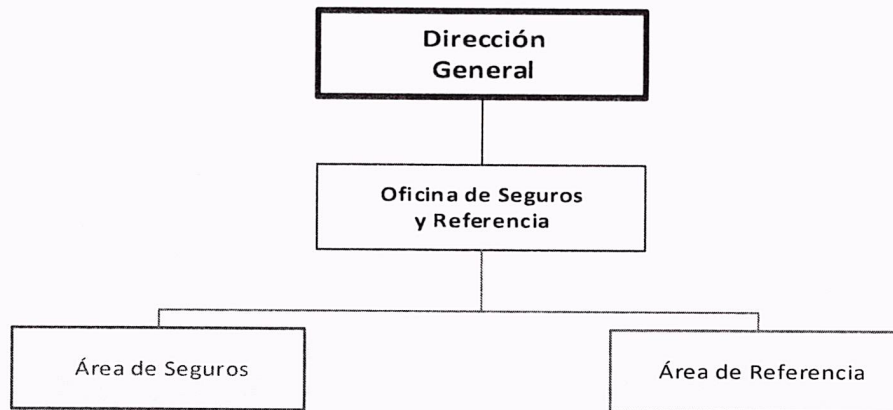 Dirección
General
Oficina de Seguros
y Referencia
Área de Seguros
Área de Referencia